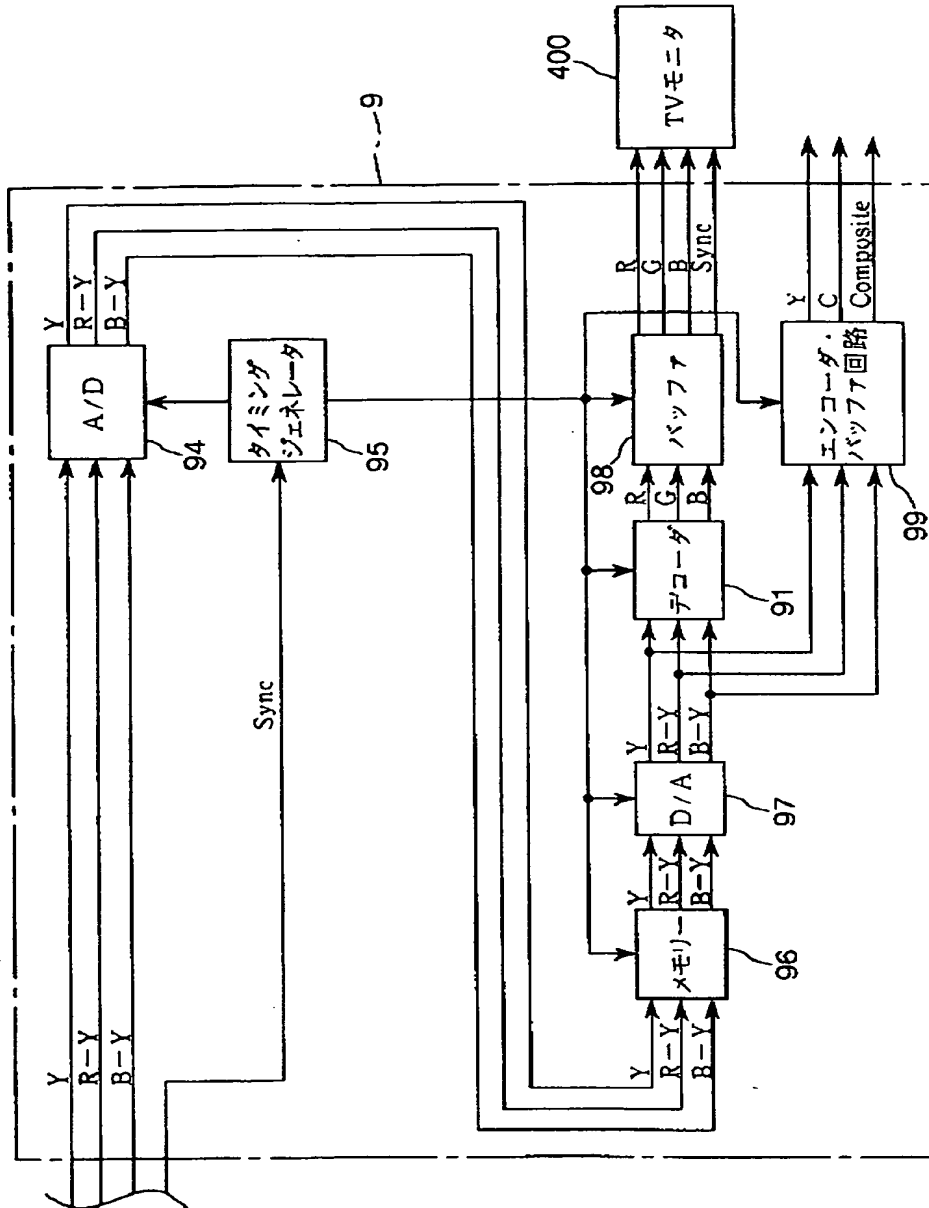 9
Y
R-Y
B-Y
A/D
94
Y
R-Y
B-Y
Sync
タイミング
ジェネレータ
95
Y
R-Y
B-Y
メモリー
96
Y
R-Y
B-Y
D/A
97
Y
R-Y
B-Y
デコーダ
91
R
G
B
バッファ
98
R
G
B
Sync
TVモニタ
400
エンコーダ・
バッファ回路
99
Y
C
Composite